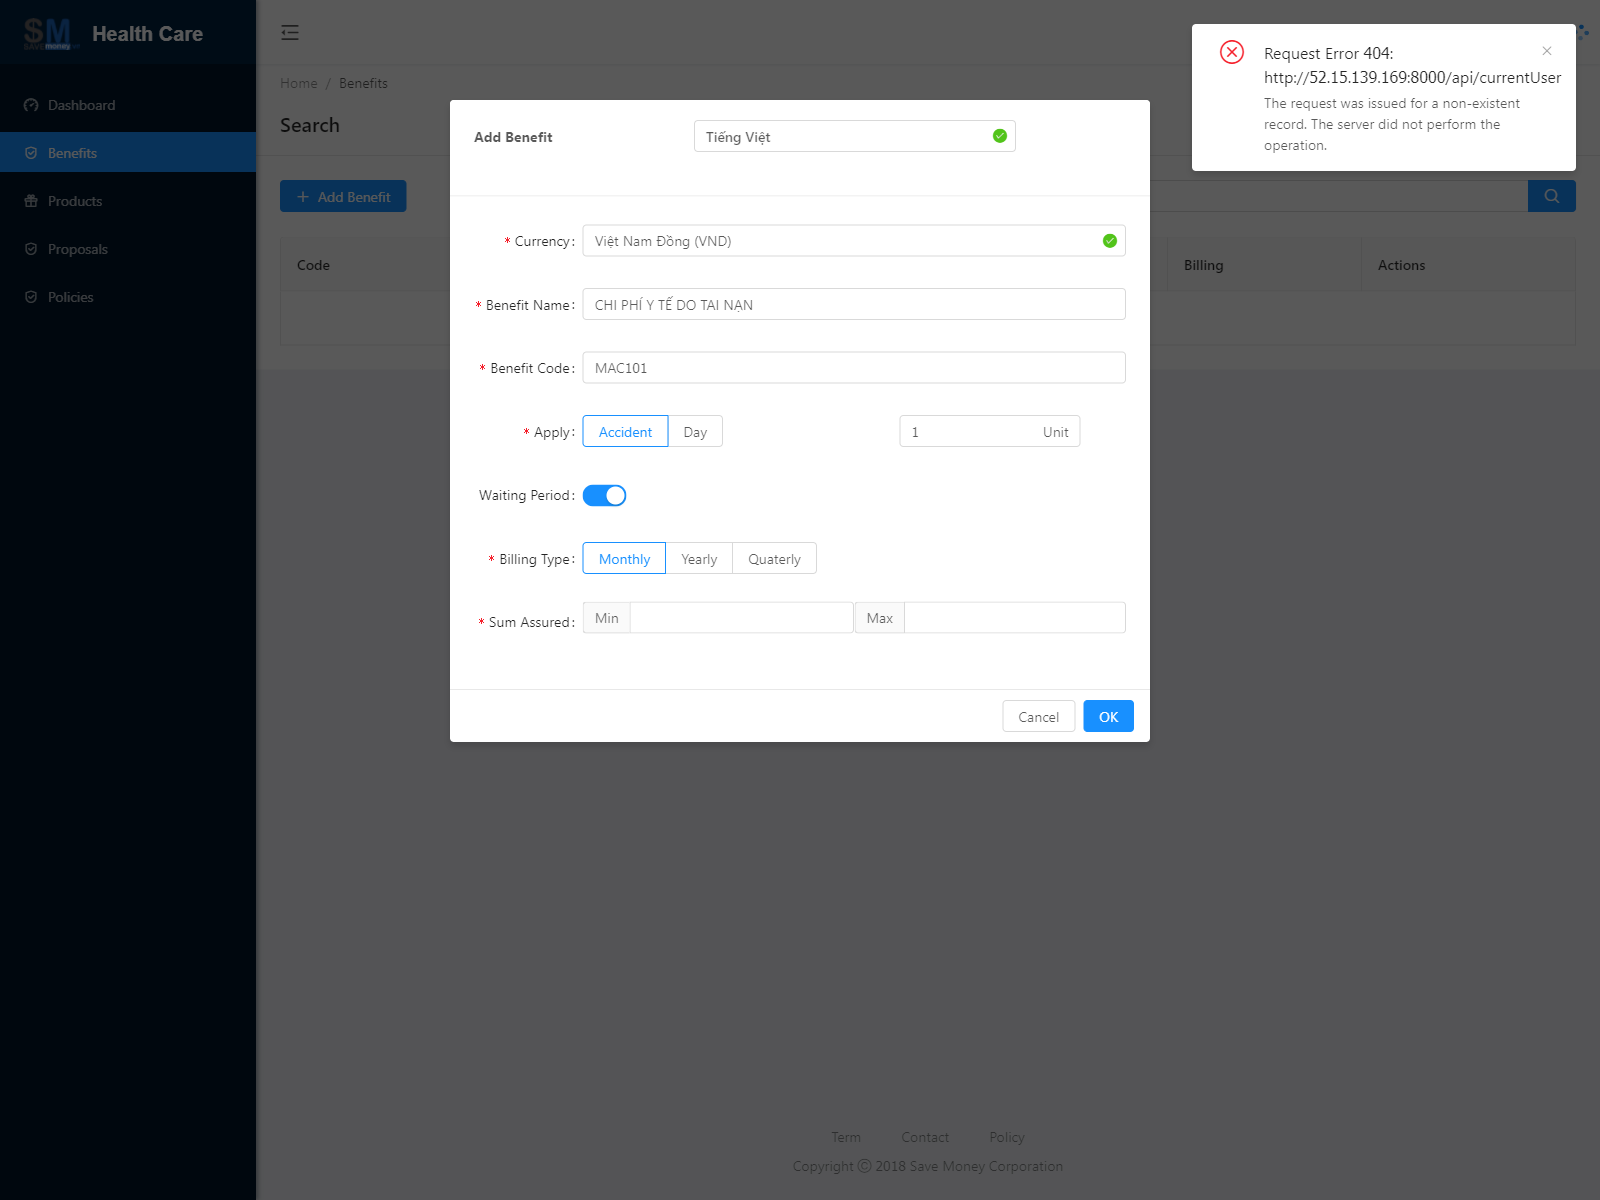 SM
SAVE money
Health Care
Dashboard
Benefits
Products
Proposals
Policies
Home / Benefits
Search
+ Add Benefit
Code
Billing
Actions
Request Error 404:
http://52.15.139.169:8000/api/currentUser
The request was issued for a non-existent
record. The server did not perform the
operation.
Add Benefit
Tiếng Việt
* Currency:
Việt Nam Đồng (VND)
* Benefit Name:
CHI PHÍ Y TẾ DO TAI NẠN
* Benefit Code:
MAC101
* Apply:
Accident
Day
1
Unit
Waiting Period:
* Billing Type:
Monthly
Yearly
Quaterly
* Sum Assured:
Min
Max
Cancel
OK
Term
Contact
Policy
Copyright © 2018 Save Money Corporation